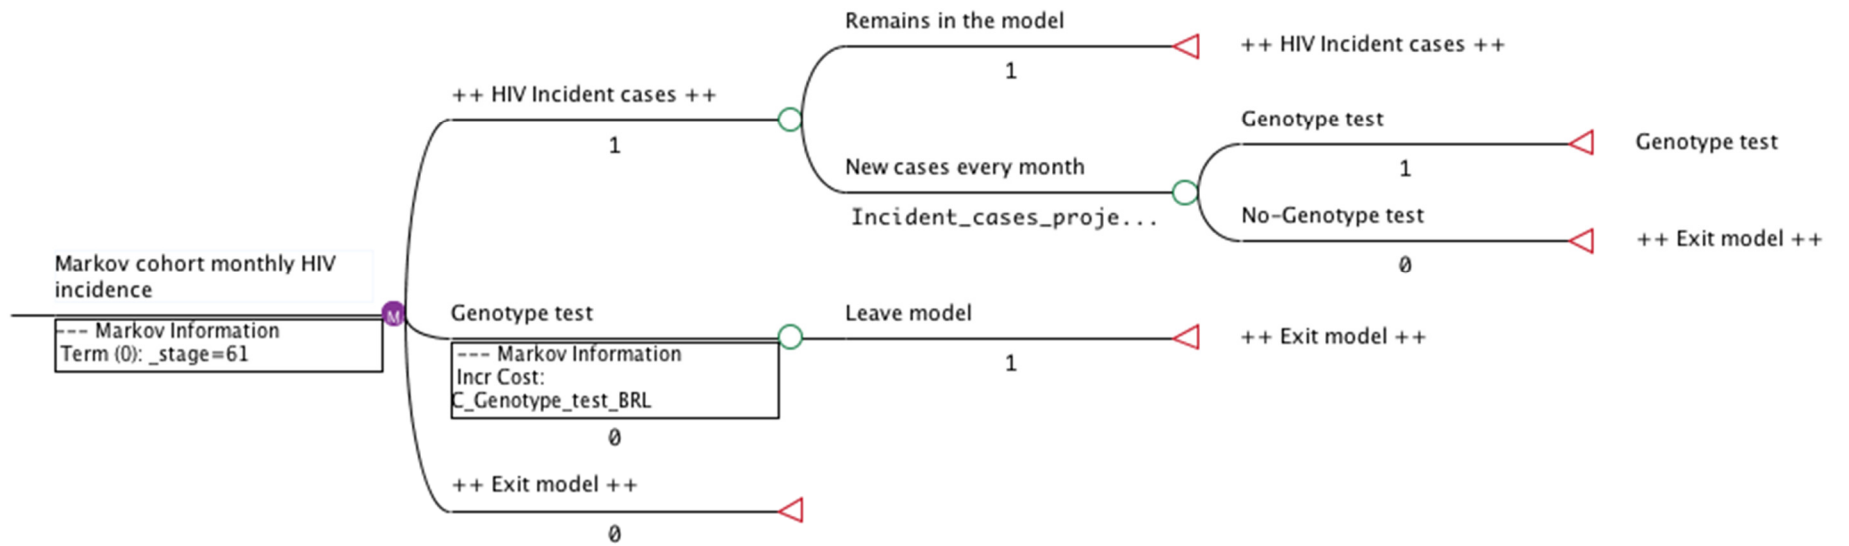 Remains in the model
1
++ HIV Incident cases ++
++ HIV Incident cases ++
1
New cases every month
Incident_cases_proje...
Genotype test
1
Genotype test
No-Genotype test
0
++ Exit model ++
Markov cohort monthly HIV
incidence
--- Markov Information
Term (0): _stage=61
M
Genotype test
--- Markov Information
Incr Cost:
C_Genotype_test_BRL
0
Leave model
1
++ Exit model ++
++ Exit model ++
0